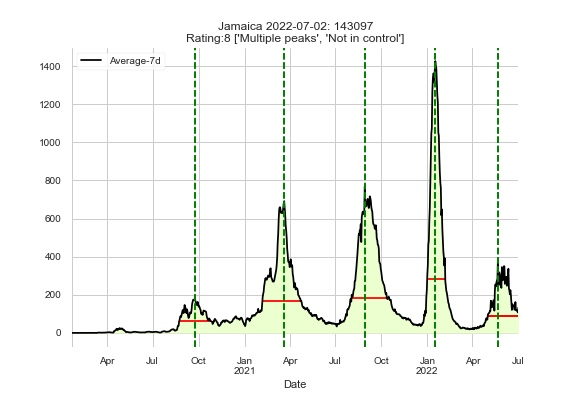 Jamaica 2022-07-02: 143097
Rating:8 ['Multiple peaks', 'Not in control']
Average-7d
1400
1200
1000
800
600
400
200
0
Apr Jul Oct Jan Apr Jul Oct Jan Apr Jul
2021 2022
Date